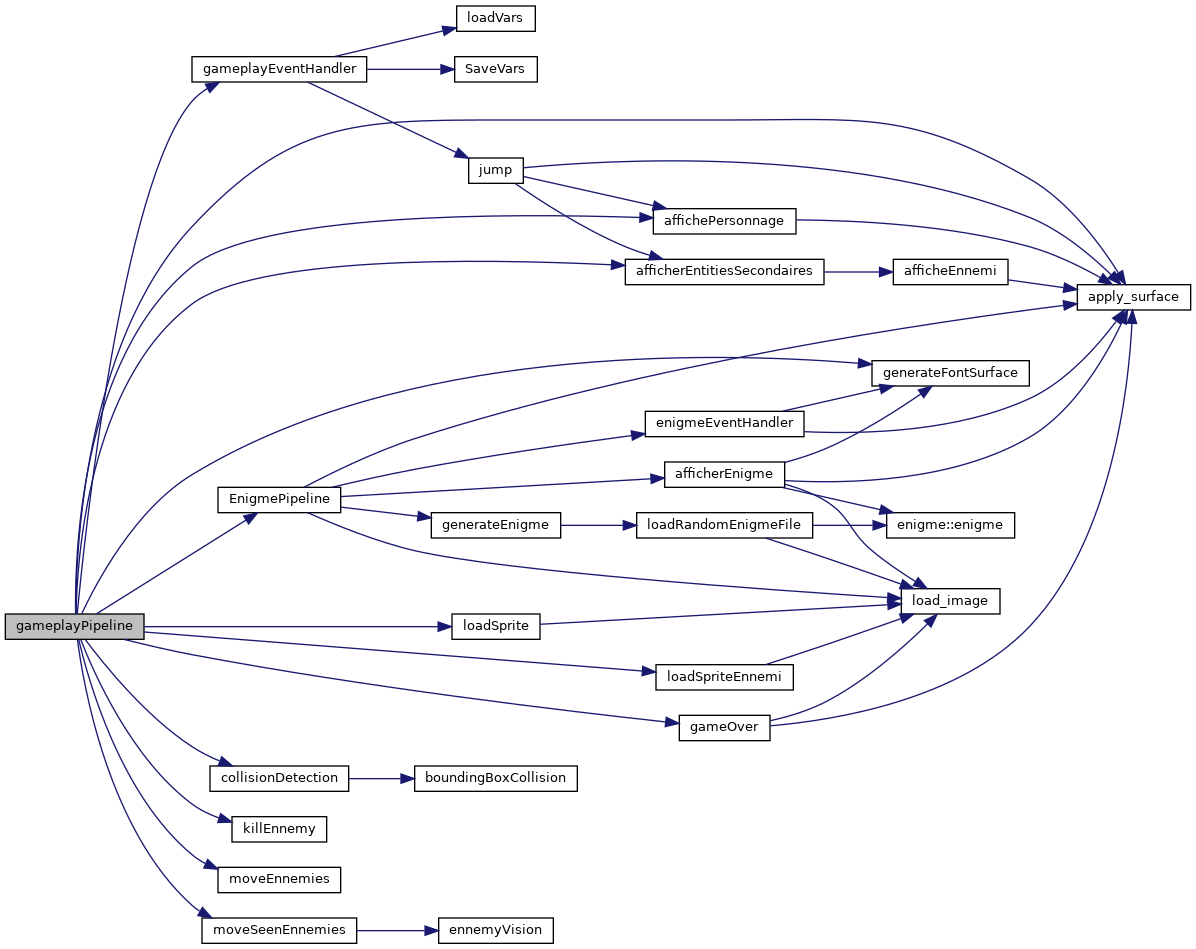 loadVars
gameplayEventHandler
SaveVars
jump
affichePersonnage
afficherEntitiesSecondaires
afficheEnnemi
apply_surface
generateFontSurface
enigmeEventHandler
afficherEnigme
EnigmePipeline
generateEnigme
loadRandomEnigmeFile
enigme::enigme
load_image
gameplayPipeline
loadSprite
loadSpriteEnnemi
gameOver
collisionDetection
boundingBoxCollision
killEnnemy
moveEnnemies
moveSeenEnnemies
ennemyVision